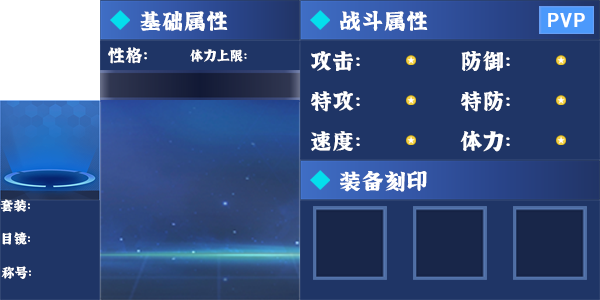 基础属性
性格: 体力上限:
套装:
目镜:
称号:
战斗属性 PVP
攻击: 防御:
特攻: 特防:
速度: 体力:
装备刻印